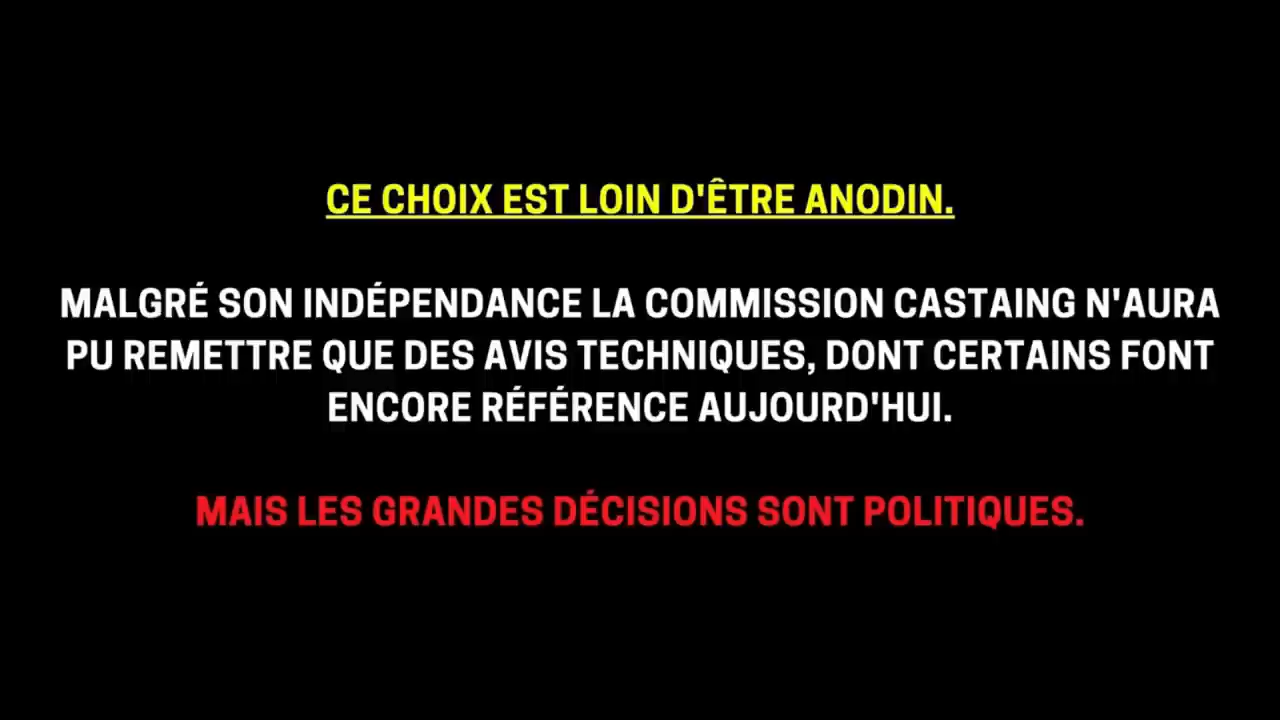 CE CHOIX EST LOIN D'ÊTRE ANODIN.
MALGRÉ SON INDÉPENDANCE LA COMMISSION CASTAING N'AURA
PU REMETTRE QUE DES AVIS TECHNIQUES, DONT CERTAINS FONT
ENCORE RÉFÉRENCE AUJOURD'HUI.
MAIS LES GRANDES DÉCISIONS SONT POLITIQUES.